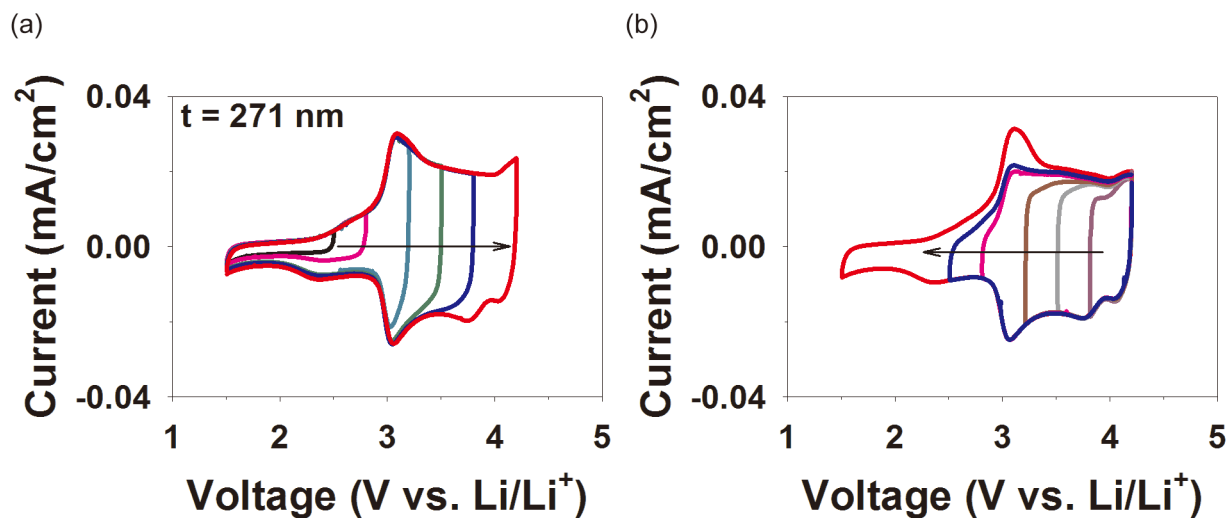 (a)
t = 271 nm
Current (mA/cm²)
0.04
0.00
-0.04
1 2 3 4 5
Voltage (V vs. Li/Li⁺)
(b)
Current (mA/cm²)
0.04
0.00
-0.04
1 2 3 4 5
Voltage (V vs. Li/Li⁺)